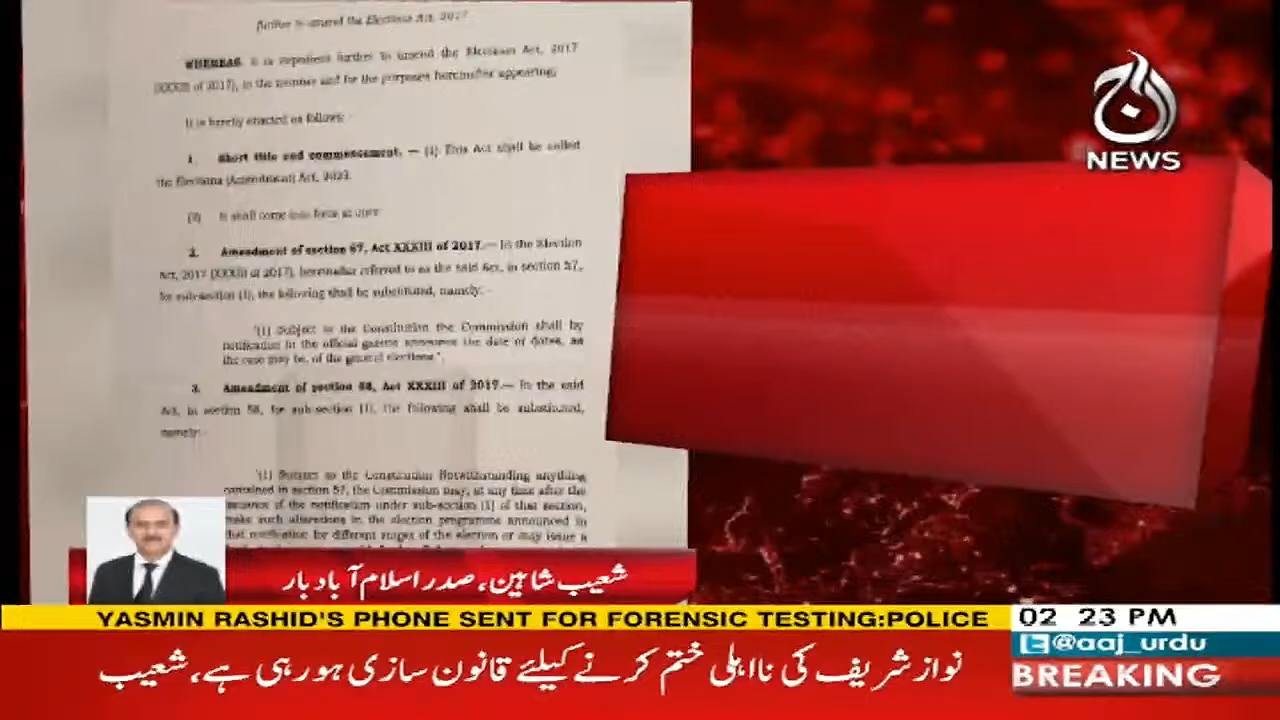 further to amend the Elections Act, 2017
WHEREAS it is expedient further to amend the Elections Act, 2017
(XXXIII of 2017), in the manner and for the purposes hereinafter appearing;
It is hereby enacted as follows:-
1. Short title and commencement. — (1) This Act shall be called
the Elections (Amendment) Act, 2023.
(2) It shall come into force at once
2. Amendment of section 57, Act XXXIII of 2017.— In the Election
Act, 2017 (XXXIII of 2017), hereinafter referred to as the said Act, in section 57,
for sub-section (1), the following shall be substituted, namely:-
"(1) Subject to the Constitution the Commission shall by
notification in the official gazette announce the date or dates, as
the case may be, of the general elections.".
3. Amendment of section 58, Act XXXIII of 2017.— In the said
Act, in section 58, for sub-section (1), the following shall be substituted,
namely:-
"(1) Subject to the Constitution Notwithstanding anything
contained in section 57, the Commission may, at any time after the
issuance of the notification under sub-section (1) of that section,
make such alterations in the election programme announced in
that notification for different stages of the election or may issue a
آج
NEWS
شعیب شاہین، صدر اسلام آباد بار
YASMIN RASHID'S PHONE SENT FOR FORENSIC TESTING:POLICE
02 23 PM
@aaj_urdu
BREAKING
نواز شریف کی نااہلی ختم کرنے کیلئے قانون سازی ہورہی ہے، شعیب